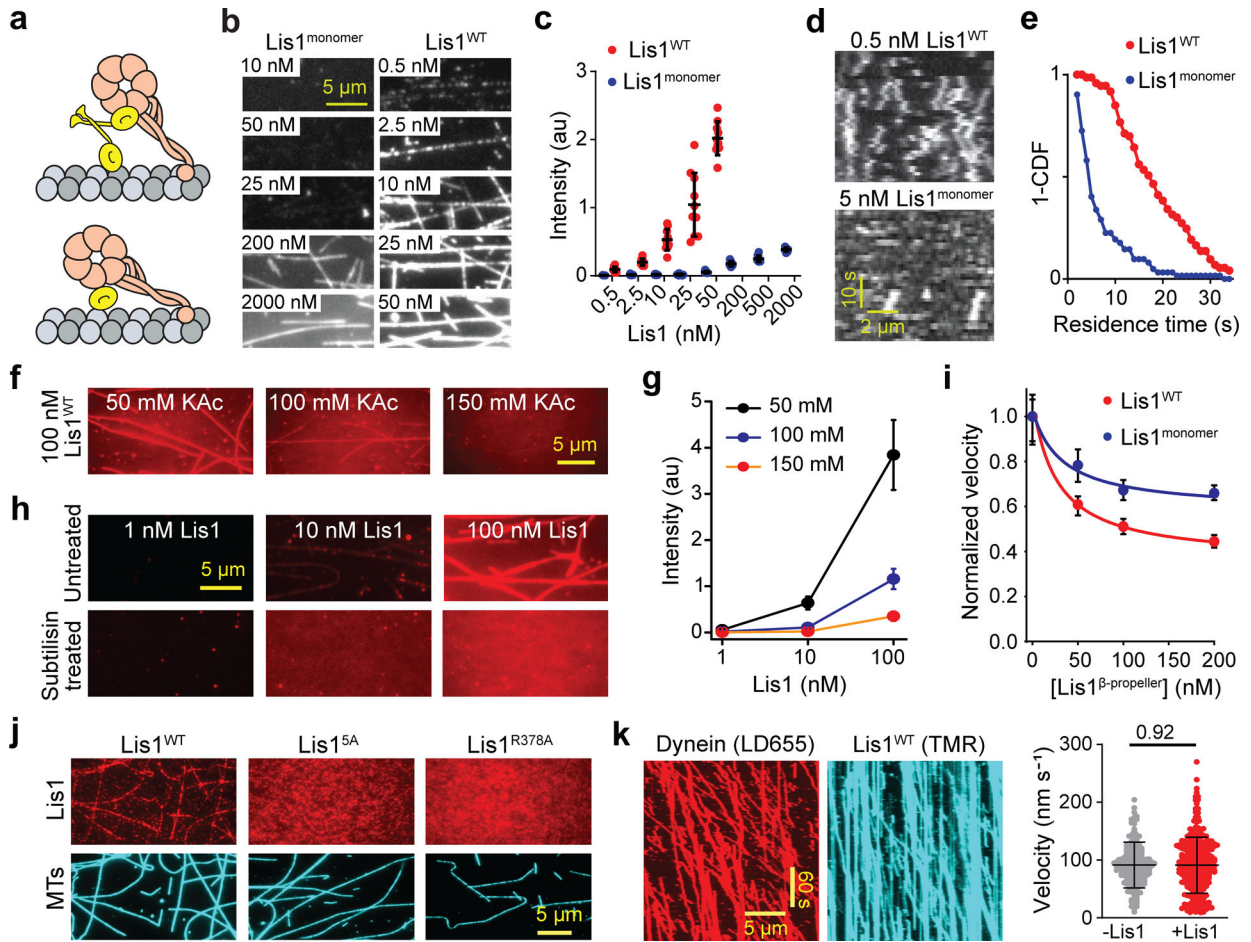 a
b
Lis1monomer
Lis1WT
10 nM
5 µm
50 nM
25 nM
200 nM
2000 nM
0.5 nM
2.5 nM
10 nM
25 nM
50 nM
c
Lis1WT
Lis1monomer
Intensity (au)
3
2
1
0
0.5
2.5
10
25
50
200
500
2000
Lis1 (nM)
d
0.5 nM Lis1WT
5 nM Lis1monomer
10 s
2 µm
e
Lis1WT
Lis1monomer
1-CDF
1
0
0
10
20
30
Residence time (s)
f
100 nM
Lis1WT
50 mM KAc
100 mM KAc
150 mM KAc
5 µm
g
50 mM
100 mM
150 mM
Intensity (au)
5
4
3
2
1
0
1
10
100
Lis1 (nM)
h
Untreated
1 nM Lis1
10 nM Lis1
100 nM Lis1
5 µm
Subtilisin
treated
i
Lis1WT
Lis1monomer
Normalized velocity
1.0
0.8
0.6
0.4
0
0
50
100
150
200
[Lis1β-propeller] (nM)
j
Lis1WT
Lis15A
Lis1R378A
Lis1
MTs
5 µm
k
Dynein (LD655)
Lis1WT (TMR)
60 s
5 µm
0.92
Velocity (nm s⁻¹)
300
200
100
0
-Lis1
+Lis1